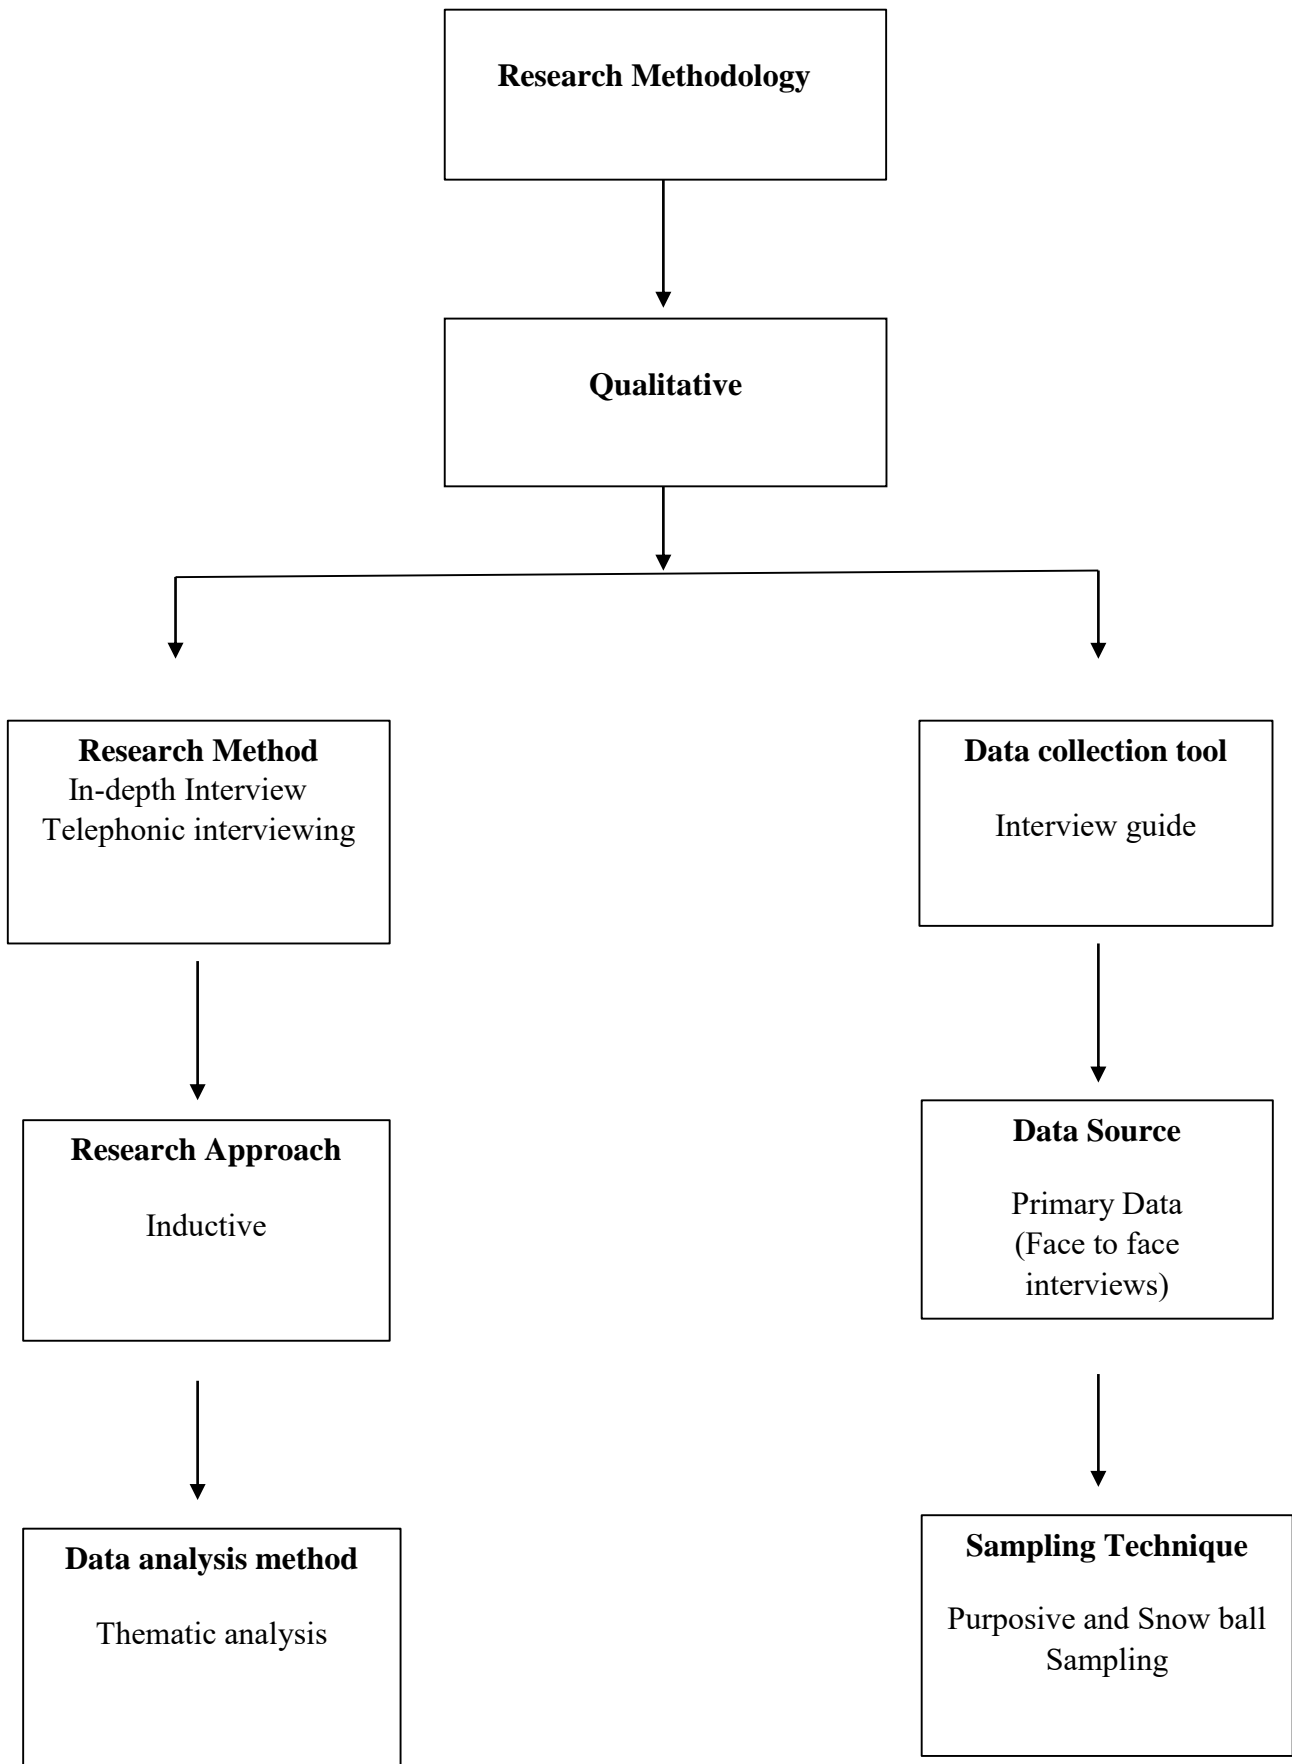 Research Methodology
Qualitative
Research Method
In-depth Interview
Telephonic interviewing
Data collection tool
Interview guide
Research Approach
Inductive
Data Source
Primary Data
(Face to face
interviews)
Data analysis method
Thematic analysis
Sampling Technique
Purposive and Snow ball
Sampling